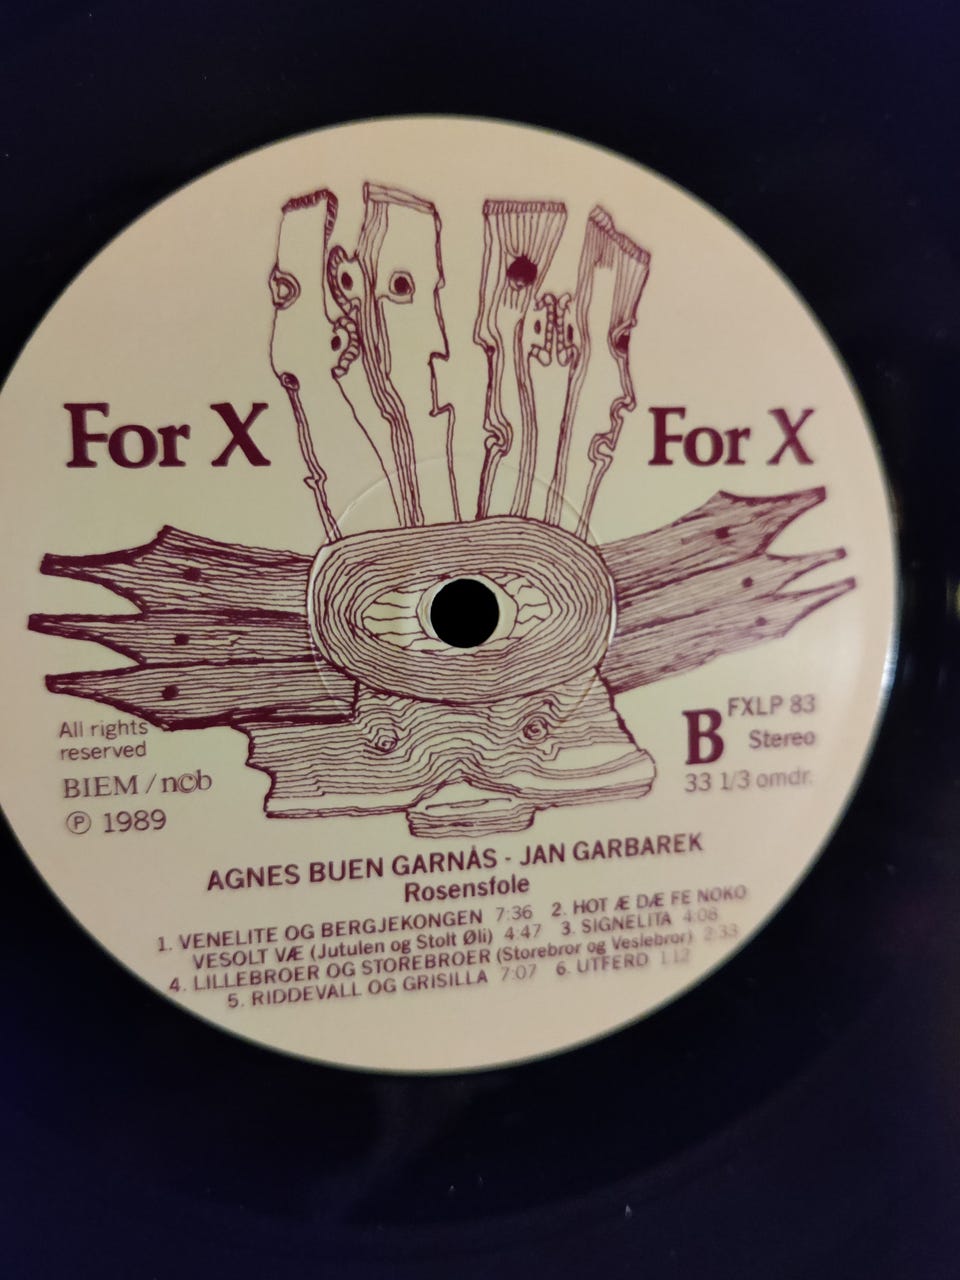 For X
For X
All rights
reserved
BIEM / n©b
Ⓟ 1989
B
FXLP 83
Stereo
33 1/3 omdr.
AGNES BUEN GARNÅS - JAN GARBAREK
Rosensfole
1. VENELITE OG BERGJEKONGEN 7:36 2. HOT Æ DÆ FE NOKO
VESOLT VÆ (Jutulen og Stolt Øli) 4:47 3. SIGNELITA 4:08
4. LILLEBROER OG STOREBROER (Storebror og Veslebror) 2:33
5. RIDDEVALL OG GRISILLA 7:07 6. UTFERD 1:12